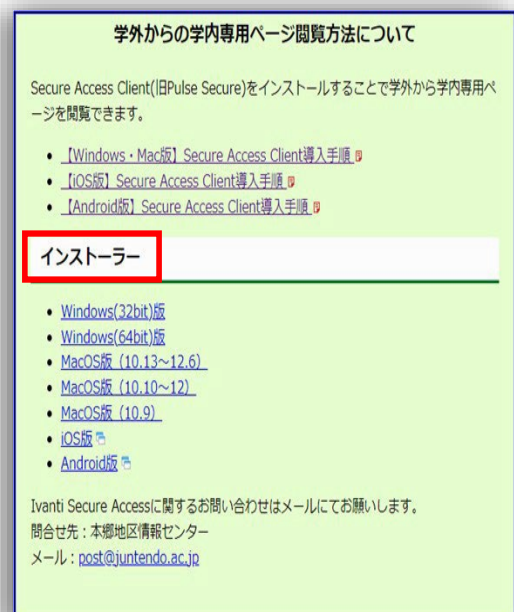 学外からの学内専用ページ閲覧方法について
Secure Access Client(旧Pulse Secure)をインストールすることで学外から学内専用ペ
ージを閲覧できます。
【Windows・Mac版】Secure Access Client導入手順
【iOS版】Secure Access Client導入手順
【Android版】Secure Access Client導入手順
インストーラー
Windows(32bit)版
Windows(64bit)版
MacOS版（10.13～12.6）
MacOS版（10.10～12）
MacOS版（10.9）
iOS版
Android版
Ivanti Secure Accessに関するお問い合わせはメールにてお願いします。
問合せ先：本郷地区情報センター
メール：post@juntendo.ac.jp